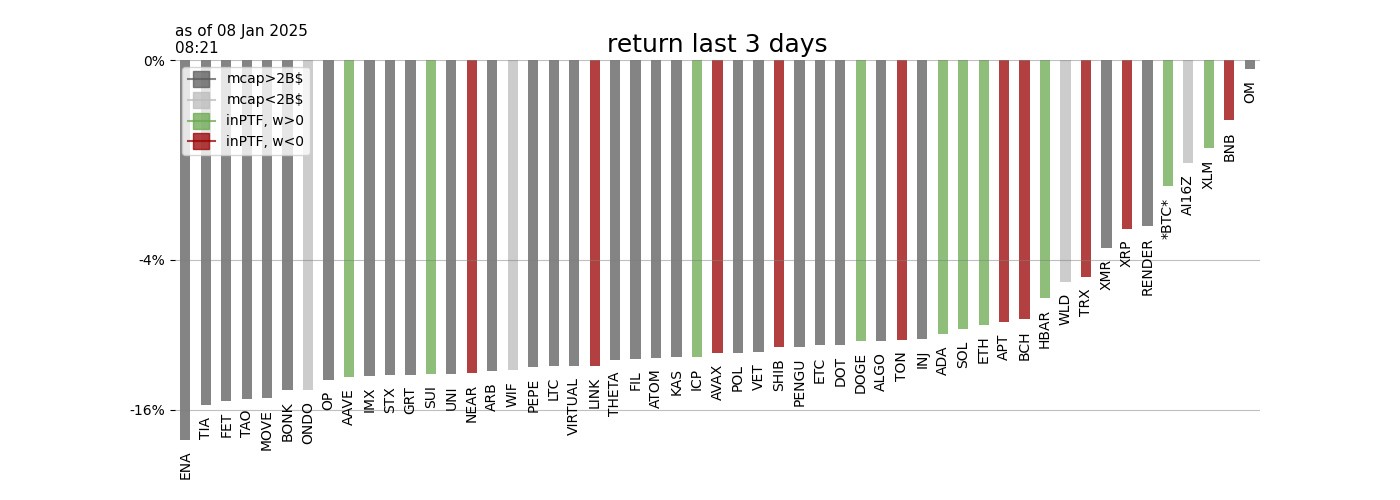 as of 08 Jan 2025
08:21
return last 3 days
0%
-4%
-16%
mcap>2B$
mcap<2B$
inPTF, w>0
inPTF, w<0
ENA
TIA
FET
TAO
MOVE
BONK
ONDO
OP
AAVE
IMX
STX
GRT
SUI
UNI
NEAR
ARB
WIF
PEPE
LTC
VIRTUAL
LINK
THETA
FIL
ATOM
KAS
ICP
AVAX
POL
VET
SHIB
PENGU
ETC
DOT
DOGE
ALGO
TON
INJ
ADA
SOL
ETH
APT
BCH
HBAR
WLD
TRX
XMR
XRP
RENDER
*BTC*
AI16Z
XLM
BNB
OM